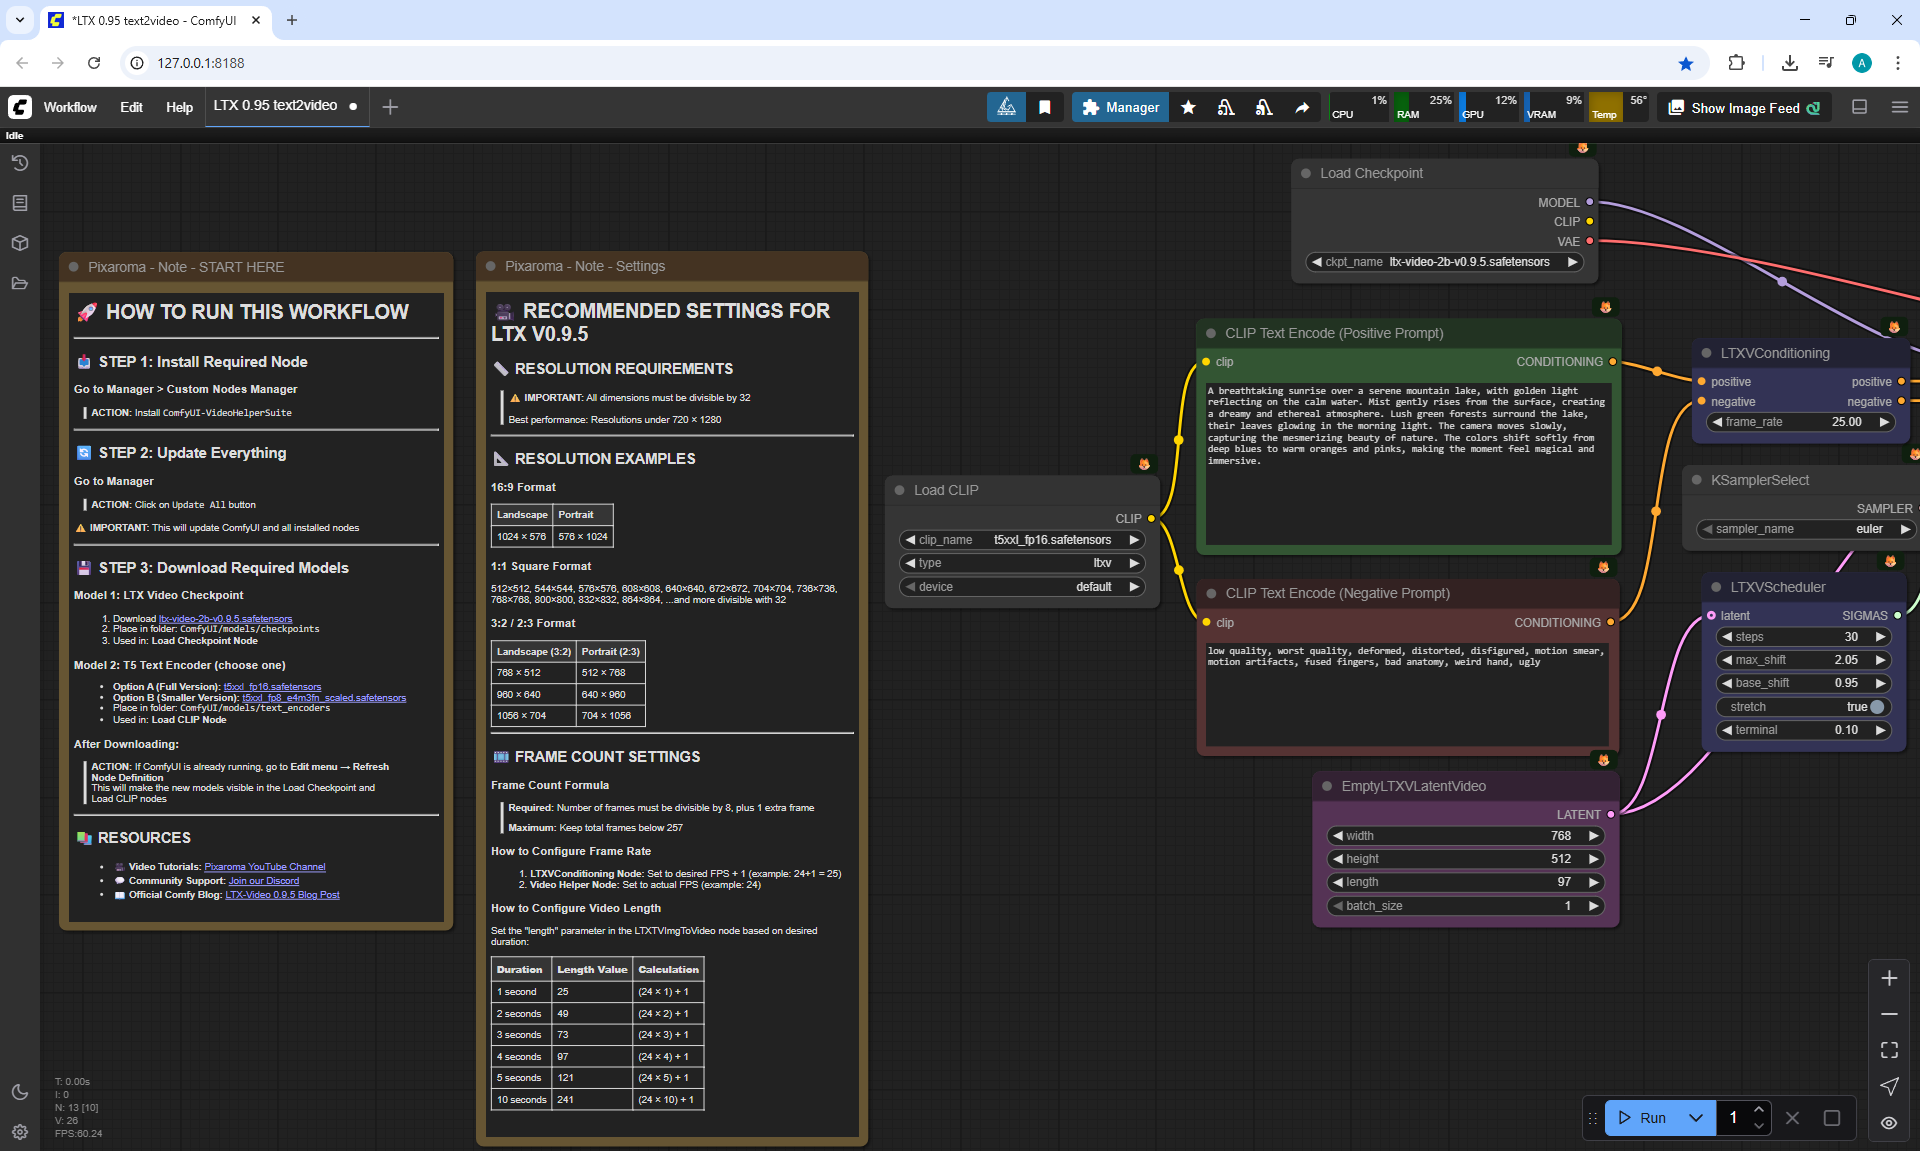 *LTX 0.95 text2video - ComfyUI
127.0.0.1:8188
A
Workflow
Edit
Help
LTX 0.95 text2video
Manager
1%
CPU
25%
RAM
12%
GPU
9%
VRAM
56°
Temp
Show Image Feed
Idle
Pixaroma - Note - START HERE
HOW TO RUN THIS WORKFLOW
STEP 1: Install Required Node
Go to Manager > Custom Nodes Manager
ACTION: Install ComfyUI-VideoHelperSuite
STEP 2: Update Everything
Go to Manager
ACTION: Click on Update All button
IMPORTANT: This will update ComfyUI and all installed nodes
STEP 3: Download Required Models
Model 1: LTX Video Checkpoint
1. Download ltx-video-2b-v0.9.5.safetensors
2. Place in folder: ComfyUI/models/checkpoints
3. Used in: Load Checkpoint Node
Model 2: T5 Text Encoder (choose one)
• Option A (Full Version): t5xxl_fp16.safetensors
• Option B (Smaller Version): t5xxl_fp8_e4m3fn_scaled.safetensors
• Place in folder: ComfyUI/models/text_encoders
• Used in: Load CLIP Node
After Downloading:
ACTION: If ComfyUI is already running, go to Edit menu → Refresh
Node Definition
This will make the new models visible in the Load Checkpoint and
Load CLIP nodes
RESOURCES
• Video Tutorials: Pixaroma YouTube Channel
• Community Support: Join our Discord
• Official Comfy Blog: LTX-Video 0.9.5 Blog Post
T: 0.00s
I: 0
N: 13 [10]
V: 26
FPS:60.24
Pixaroma - Note - Settings
RECOMMENDED SETTINGS FOR
LTX V0.9.5
RESOLUTION REQUIREMENTS
IMPORTANT: All dimensions must be divisible by 32
Best performance: Resolutions under 720 × 1280
RESOLUTION EXAMPLES
16:9 Format
Landscape Portrait
1024 × 576 576 × 1024
1:1 Square Format
512×512, 544×544, 576×576, 608×608, 640×640, 672×672, 704×704, 736×736,
768×768, 800×800, 832×832, 864×864, ...and more divisible with 32
3:2 / 2:3 Format
Landscape (3:2) Portrait (2:3)
768 × 512 512 × 768
960 × 640 640 × 960
1056 × 704 704 × 1056
FRAME COUNT SETTINGS
Frame Count Formula
Required: Number of frames must be divisible by 8, plus 1 extra frame
Maximum: Keep total frames below 257
How to Configure Frame Rate
1. LTXVConditioning Node: Set to desired FPS + 1 (example: 24+1 = 25)
2. Video Helper Node: Set to actual FPS (example: 24)
How to Configure Video Length
Set the "length" parameter in the LTXTVImgToVideo node based on desired
duration:
Duration Length Value Calculation
1 second 25 (24 × 1) + 1
2 seconds 49 (24 × 2) + 1
3 seconds 73 (24 × 3) + 1
4 seconds 97 (24 × 4) + 1
5 seconds 121 (24 × 5) + 1
10 seconds 241 (24 × 10) + 1
Load CLIP
CLIP
clip_name t5xxl_fp16.safetensors
type ltxv
device default
Load Checkpoint
MODEL
CLIP
VAE
ckpt_name ltx-video-2b-v0.9.5.safetensors
CLIP Text Encode (Positive Prompt)
clip CONDITIONING
A breathtaking sunrise over a serene mountain lake, with golden light
reflecting on the calm water. Mist gently rises from the surface, creating
a dreamy and ethereal atmosphere. Lush green forests surround the lake,
their leaves glowing in the morning light. The camera moves slowly,
capturing the mesmerizing beauty of nature. The colors shift softly from
deep blues to warm oranges and pinks, making the moment feel magical and
immersive.
CLIP Text Encode (Negative Prompt)
clip CONDITIONING
low quality, worst quality, deformed, distorted, disfigured, motion smear,
motion artifacts, fused fingers, bad anatomy, weird hand, ugly
EmptyLTXVLatentVideo
LATENT
width 768
height 512
length 97
batch_size 1
LTXVConditioning
positive positive
negative negative
frame_rate 25.00
KSamplerSelect
SAMPLER
sampler_name euler
LTXVScheduler
latent SIGMAS
steps 30
max_shift 2.05
base_shift 0.95
stretch true
terminal 0.10
Run
1